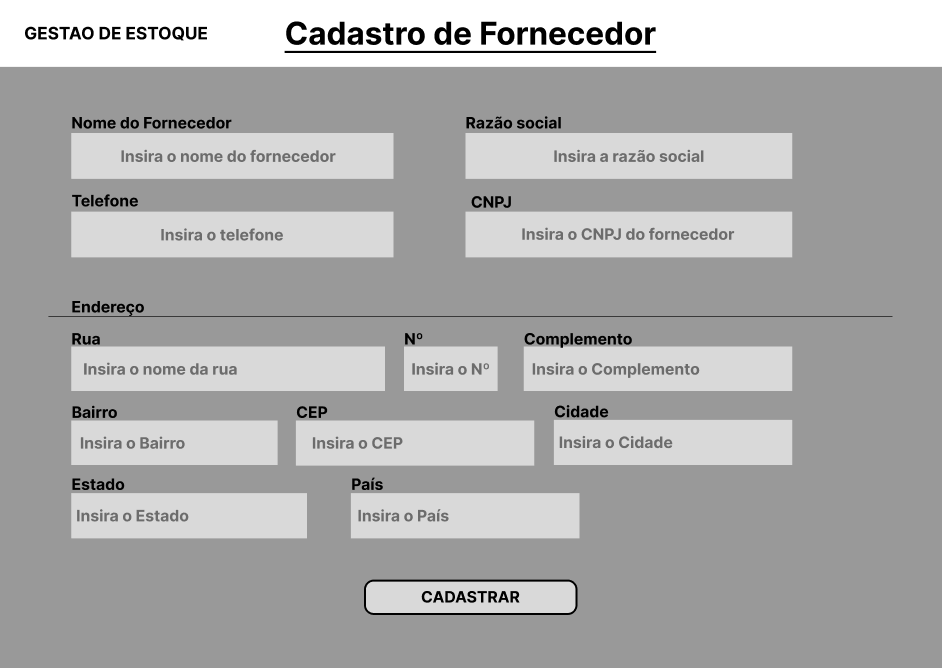 GESTAO DE ESTOQUE
Cadastro de Fornecedor
Nome do Fornecedor
Razão social
Insira o nome do fornecedor
Insira a razão social
Telefone
CNPJ
Insira o telefone
Insira o CNPJ do fornecedor
Endereço
Rua
Nº
Complemento
Insira o nome da rua
Insira o Nº
Insira o Complemento
Bairro
CEP
Cidade
Insira o Bairro
Insira o CEP
Insira o Cidade
Estado
País
Insira o Estado
Insira o País
CADASTRAR